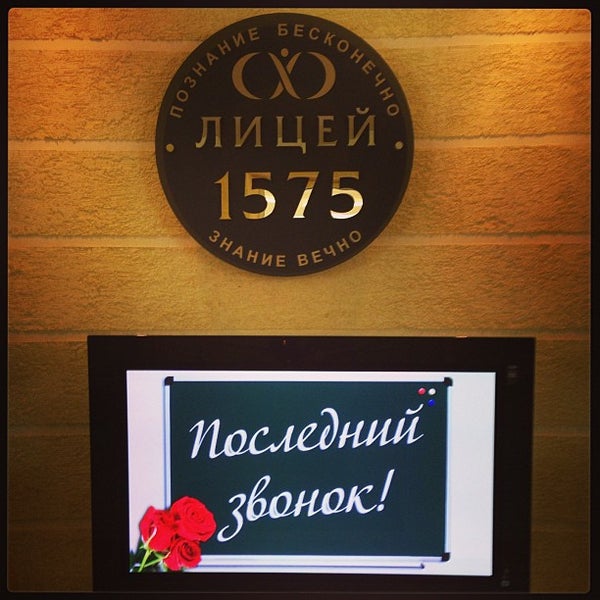 ПОЗНАНИЕ БЕСКОНЕЧНО
ЛИЦЕЙ
1575
ЗНАНИЕ ВЕЧНО
Последний
звонок!